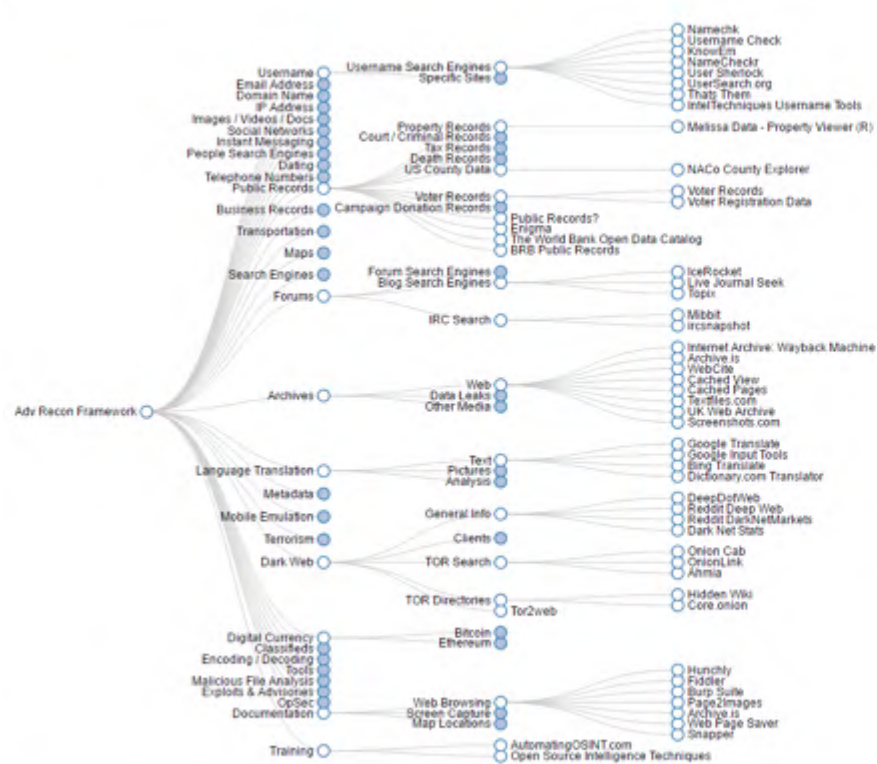 Adv Recon Framework
Username
Email Address
Domain Name
IP Address
Images / Videos / Docs
Social Networks
Instant Messaging
People Search Engines
Dating
Telephone Numbers
Public Records
Business Records
Transportation
Maps
Search Engines
Forums
Archives
Language Translation
Metadata
Mobile Emulation
Terrorism
Dark Web
Digital Currency
Classifieds
Encoding / Decoding
Tools
Malicious File Analysis
Exploits & Advisories
OpSec
Documentation
Training
Username Search Engines
Specific Sites
Property Records
Court / Criminal Records
Tax Records
Death Records
US County Data
Voter Records
Campaign Donation Records
Public Records?
Enigma
The World Bank Open Data Catalog
BRB Public Records
Forum Search Engines
Blog Search Engines
IRC Search
Web
Data Leaks
Other Media
Text
Pictures
Analysis
General Info
Clients
TOR Search
TOR Directories
Tor2web
Bitcoin
Ethereum
Web Browsing
Screen Capture
Map Locations
AutomatingOSINT.com
Open Source Intelligence Techniques
Namechk
Username Check
KnowEm
NameCheckr
User Sherlock
UserSearch.org
Thats Them
IntelTechniques Username Tools
Melissa Data - Property Viewer (R)
NACo County Explorer
Voter Records
Voter Registration Data
IceRocket
Live Journal Seek
Topix
Mibbit
ircsnapshot
Internet Archive: Wayback Machine
Archive.is
WebCite
Cached View
Cached Pages
Textfiles.com
UK Web Archive
Screenshots.com
Google Translate
Google Input Tools
Bing Translate
Dictionary.com Translator
DeepDotWeb
Reddit Deep Web
Reddit DarkNetMarkets
Dark Net Stats
Onion Cab
OnionLink
Ahmia
Hidden Wiki
Core.onion
Hunchly
Fiddler
Burp Suite
Page2Images
Archive.is
Web Page Saver
Snapper